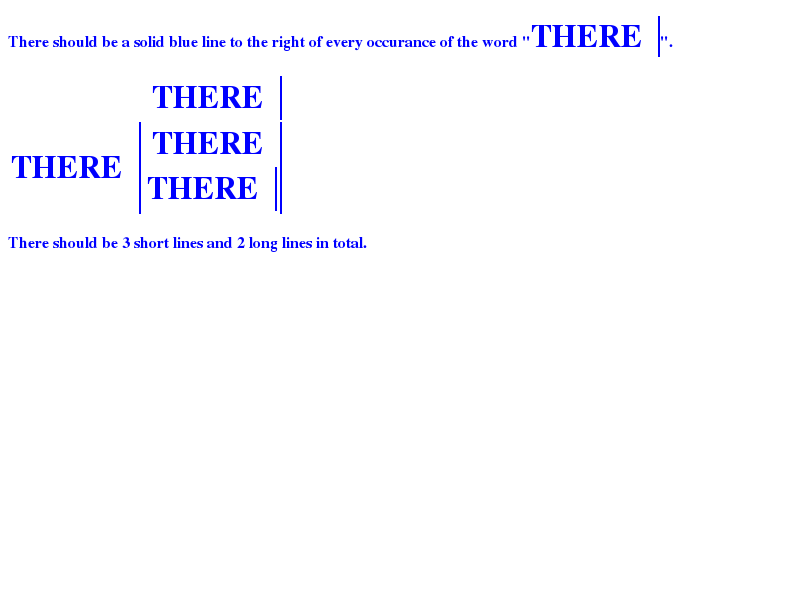 There should be a solid blue line to the right of every occurance of the word "THERE ".
THERE
THERE
THERE
THERE
There should be 3 short lines and 2 long lines in total.